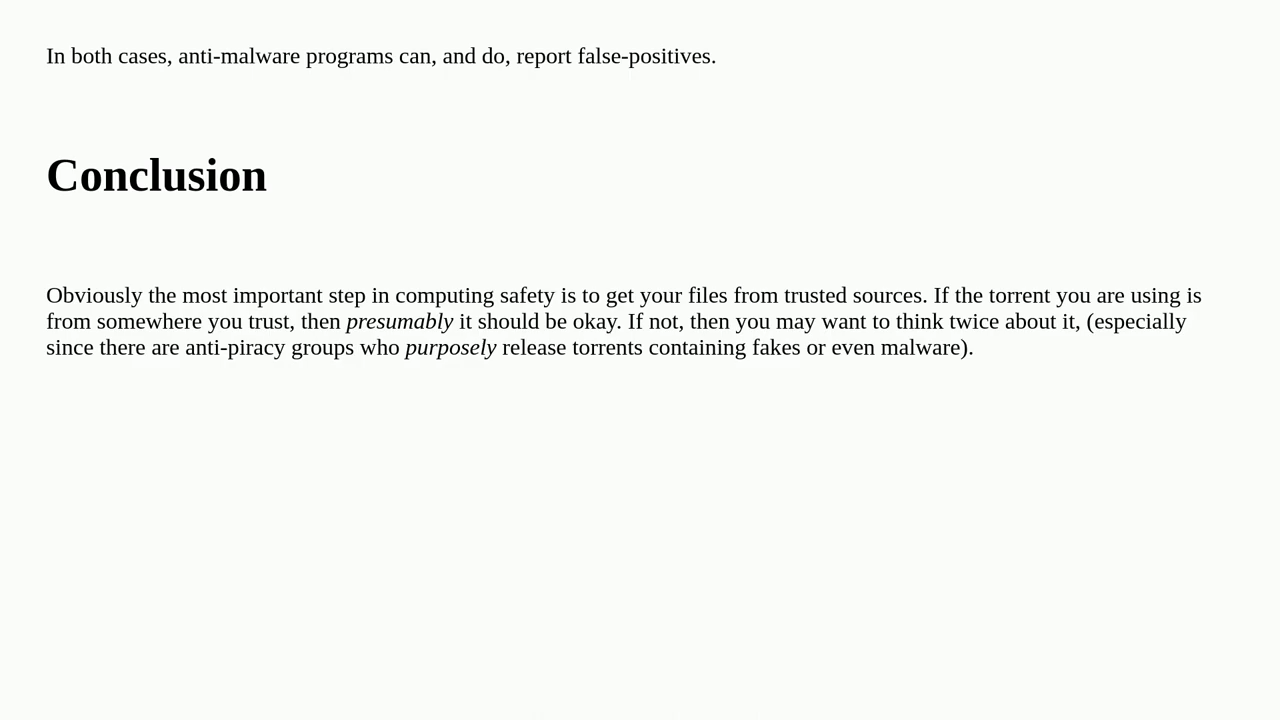 In both cases, anti-malware programs can, and do, report false-positives.
Conclusion
Obviously the most important step in computing safety is to get your files from trusted sources. If the torrent you are using is
from somewhere you trust, then presumably it should be okay. If not, then you may want to think twice about it, (especially
since there are anti-piracy groups who purposely release torrents containing fakes or even malware).